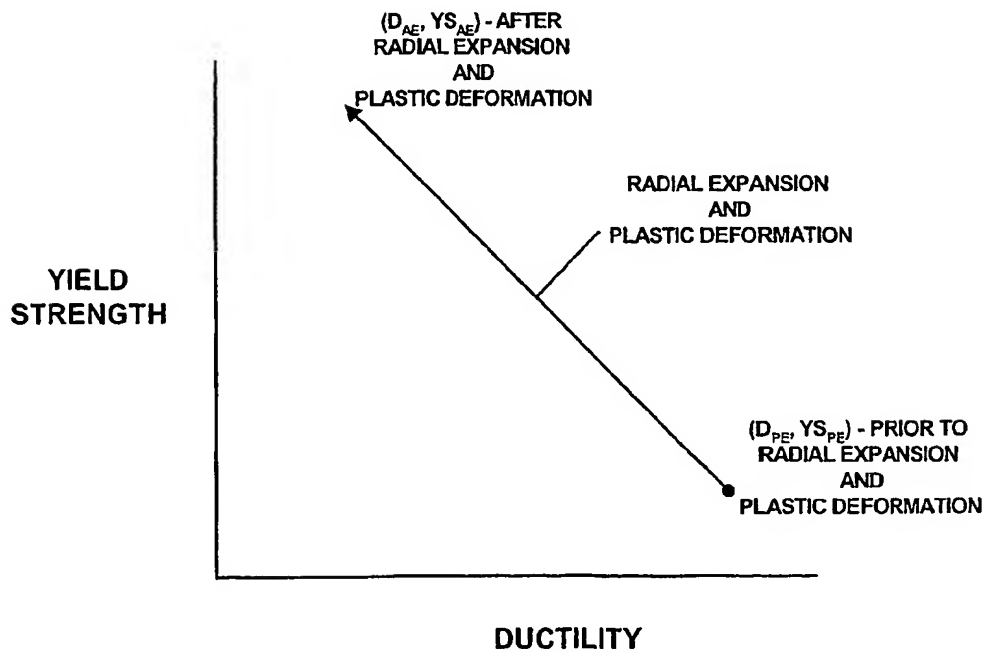 (D_AE, YS_AE) - AFTER
RADIAL EXPANSION
AND
PLASTIC DEFORMATION
RADIAL EXPANSION
AND
PLASTIC DEFORMATION
YIELD
STRENGTH
(D_PE, YS_PE) - PRIOR TO
RADIAL EXPANSION
AND
PLASTIC DEFORMATION
DUCTILITY